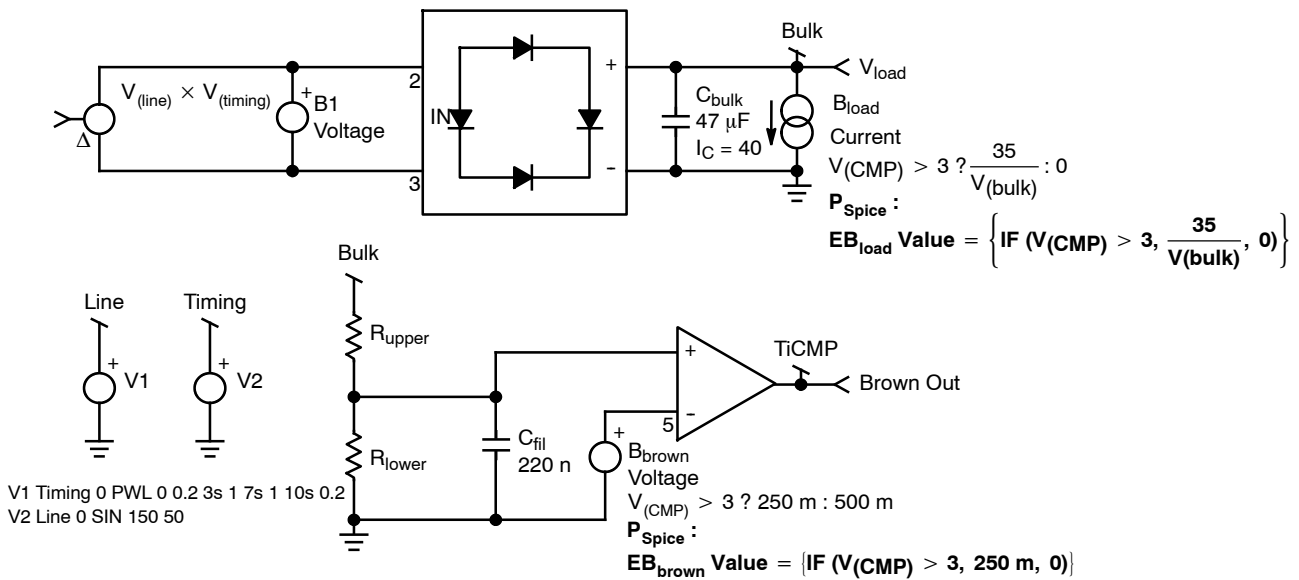 Bulk
V(line) × V(timing)
+
B1
Voltage
Δ
2
3
IN
+
-
Cbulk
47 μF
IC = 40
Vload
Bload
Current
V(CMP) > 3 ? 35/V(bulk) : 0
PSpice :
EBload Value = {IF (V(CMP) > 3, 35/V(bulk), 0)}
Line
+
V1
Timing
+
V2
V1 Timing 0 PWL 0 0.2 3s 1 7s 1 10s 0.2
V2 Line 0 SIN 150 50
Bulk
Rupper
Rlower
Cfil
220 n
+
-
5
TiCMP
Brown Out
+
Bbrown
Voltage
V(CMP) > 3 ? 250 m : 500 m
PSpice :
EBbrown Value = {IF (V(CMP) > 3, 250 m, 0)}